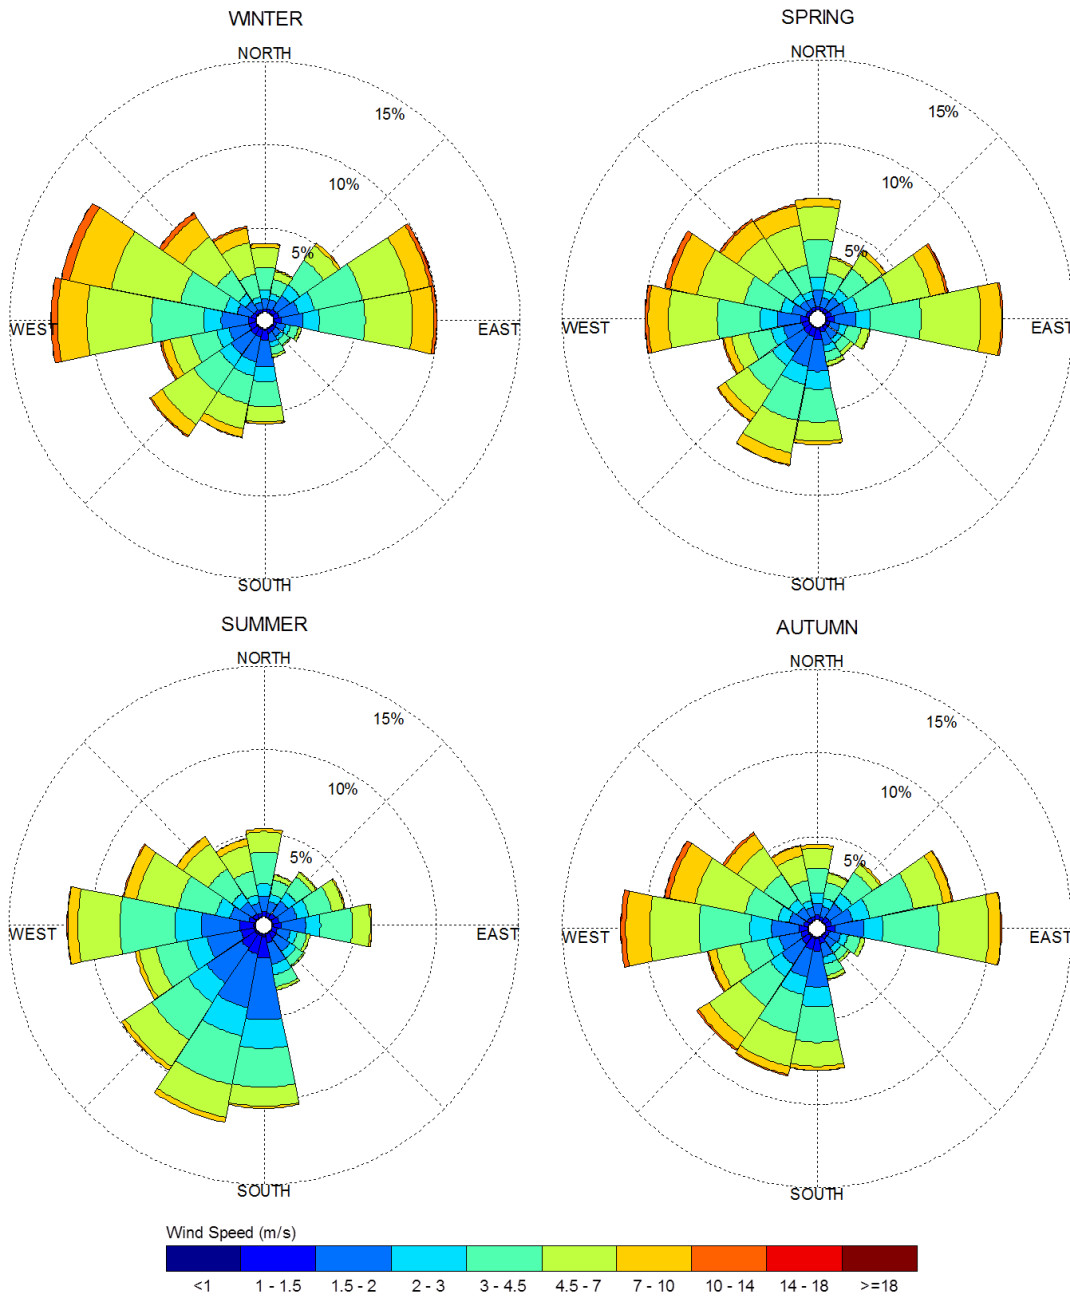 WINTER
NORTH
15%
10%
5%
WEST
EAST
SOUTH
SPRING
NORTH
15%
10%
5%
WEST
EAST
SOUTH
SUMMER
NORTH
15%
10%
5%
WEST
EAST
SOUTH
AUTUMN
NORTH
15%
10%
5%
WEST
EAST
SOUTH
Wind Speed (m/s)
<1 1 - 1.5 1.5 - 2 2 - 3 3 - 4.5 4.5 - 7 7 - 10 10 - 14 14 - 18 >=18